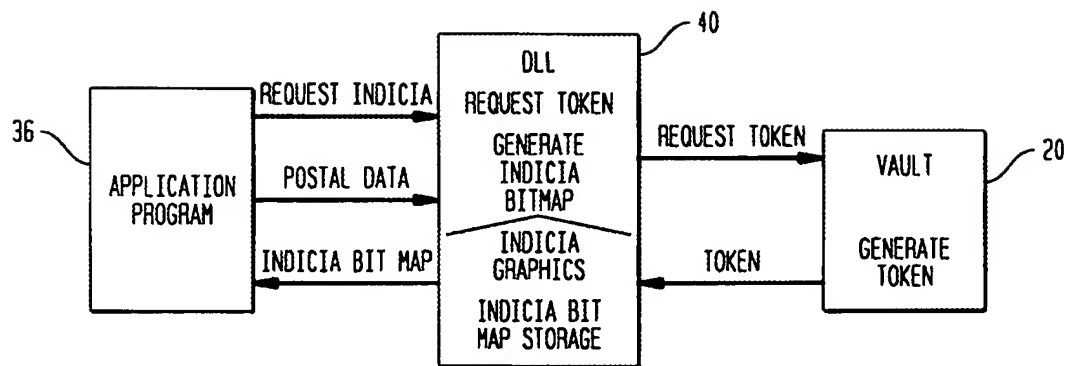 36
APPLICATION
PROGRAM
REQUEST INDICIA
POSTAL DATA
INDICIA BIT MAP
40
DLL
REQUEST TOKEN
GENERATE
INDICIA
BITMAP
INDICIA
GRAPHICS
INDICIA BIT
MAP STORAGE
REQUEST TOKEN
TOKEN
20
VAULT
GENERATE
TOKEN